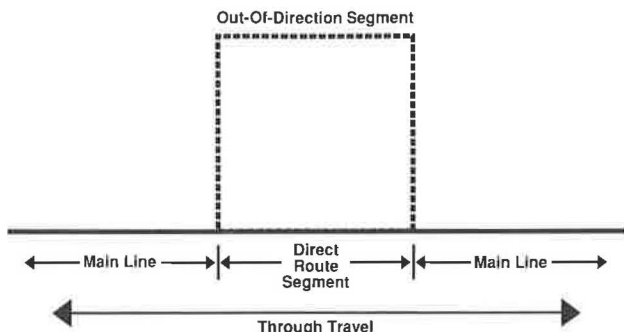 Out-Of-Direction Segment
Main Line
Direct
Route
Segment
Main Line
Through Travel